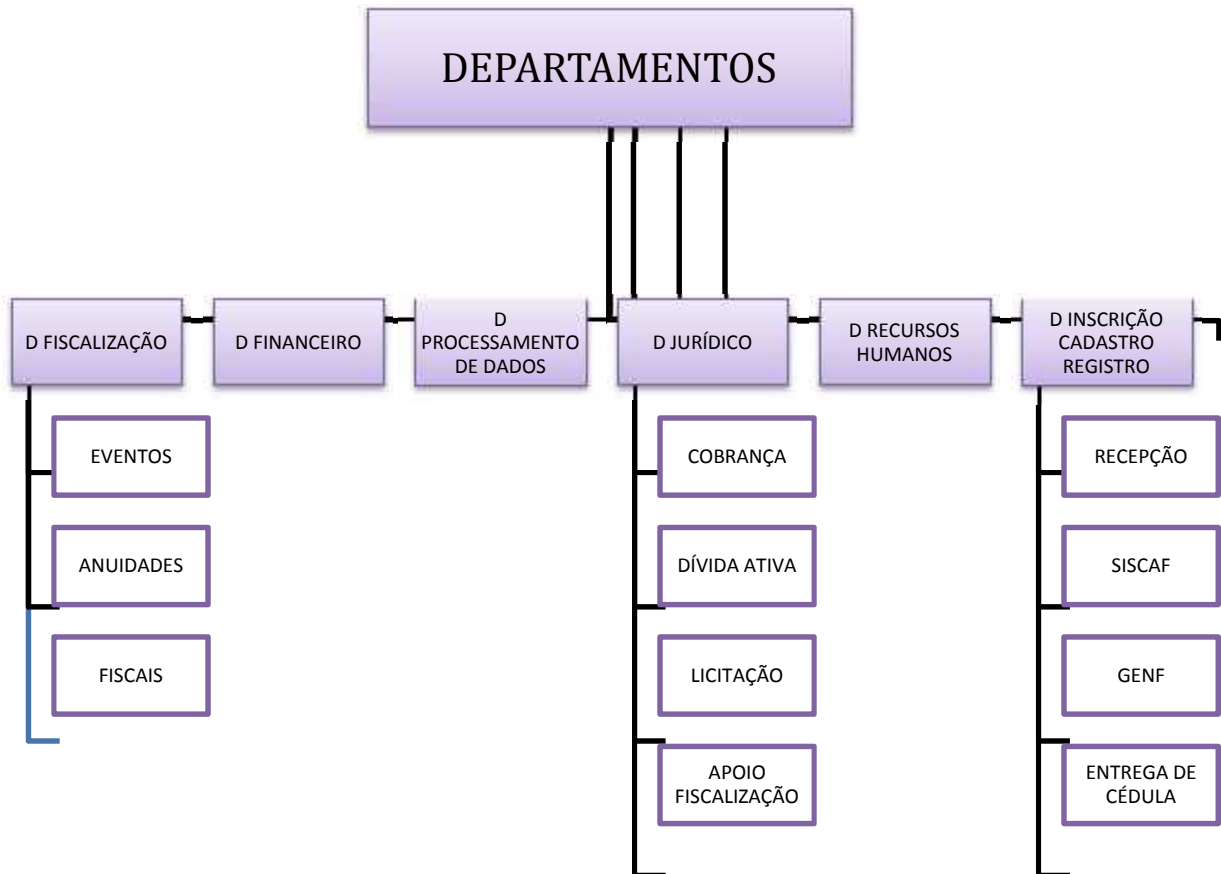 DEPARTAMENTOS
D FISCALIZAÇÃO
D FINANCEIRO
D
PROCESSAMENTO
DE DADOS
D JURÍDICO
D RECURSOS
HUMANOS
D INSCRIÇÃO
CADASTRO
REGISTRO
EVENTOS
ANUIDADES
FISCAIS
COBRANÇA
DÍVIDA ATIVA
LICITAÇÃO
APOIO
FISCALIZAÇÃO
RECEPÇÃO
SISCAF
GENF
ENTREGA DE
CÉDULA